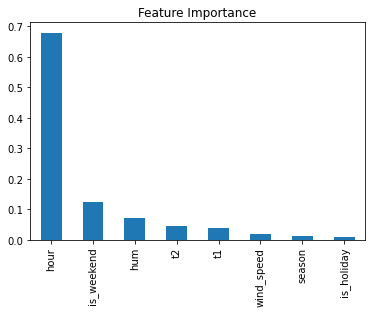 Feature Importance
0.7
0.6
0.5
0.4
0.3
0.2
0.1
0.0
hour
is_weekend
hum
t2
t1
wind_speed
season
is_holiday